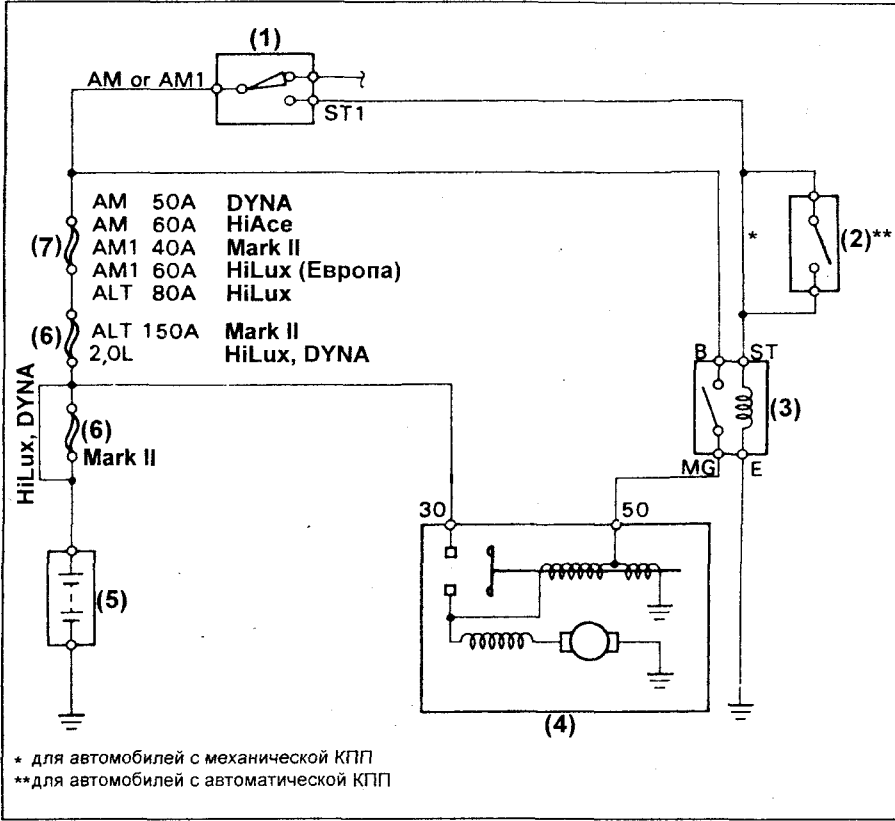 (1)
AM or AM1
ST1
AM 50A DYNA
AM 60A HiAce
(7) AM1 40A Mark II
AM1 60A HiLux (Европа)
ALT 80A HiLux
* (2)**
(6) ALT 150A Mark II
2,0L HiLux, DYNA
B ST
(3)
HiLux, DYNA
(6)
Mark II
MG E
30 50
(5)
(4)
* для автомобилей с механической КПП
**для автомобилей с автоматической КПП